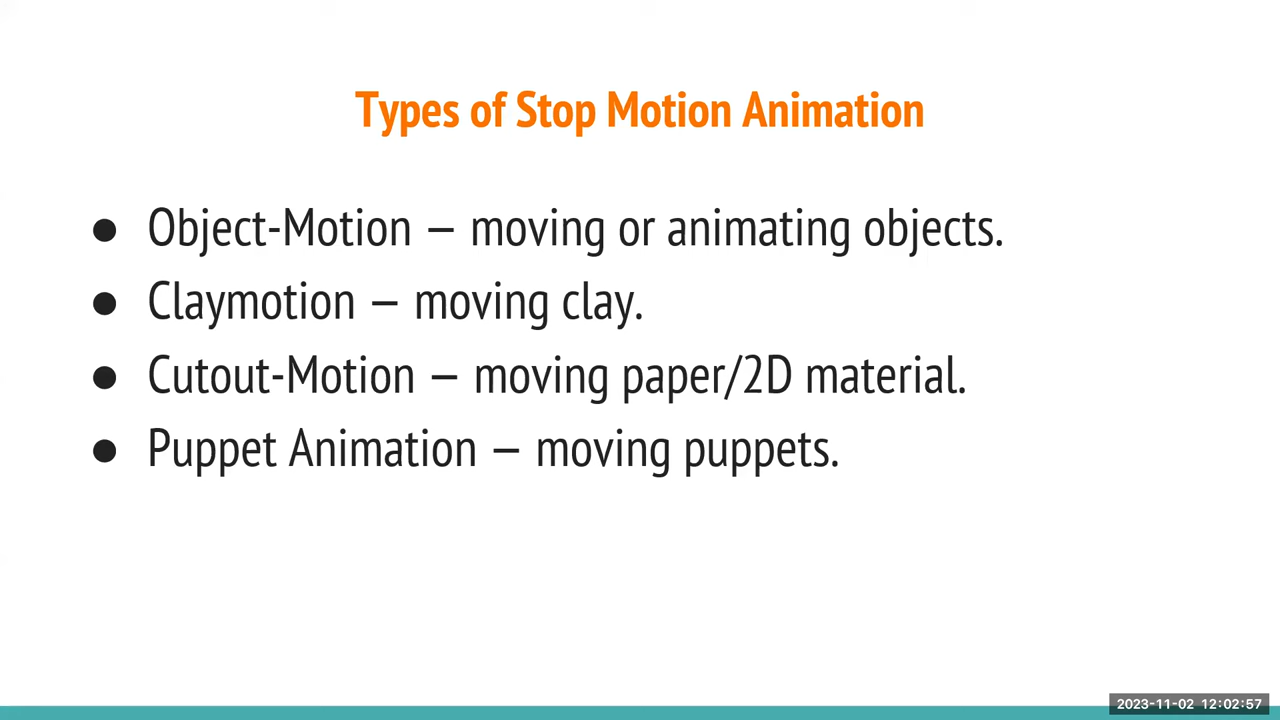 Types of Stop Motion Animation
● Object-Motion — moving or animating objects.
● Claymotion — moving clay.
● Cutout-Motion — moving paper/2D material.
● Puppet Animation — moving puppets.
2023-11-02 12:02:57